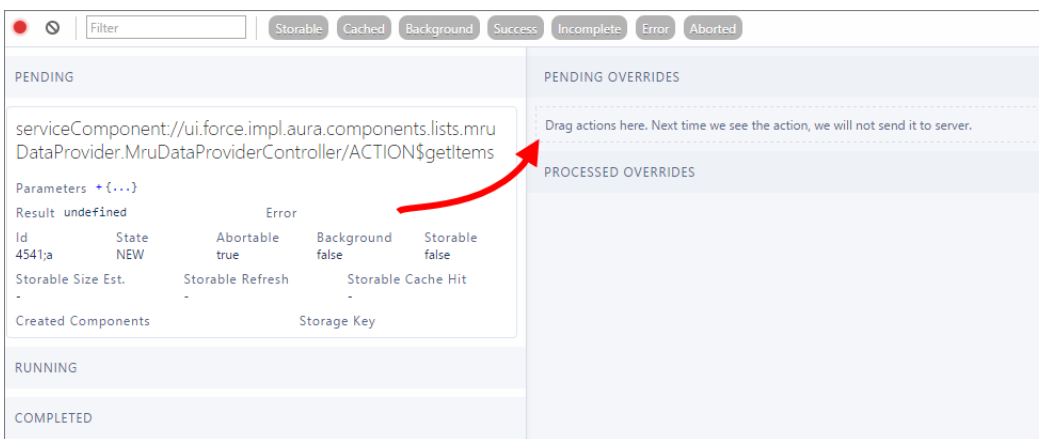 Filter Storable Cached Background Success Incomplete Error Aborted
PENDING
serviceComponent://ui.force.impl.aura.components.lists.mru
DataProvider.MruDataProviderController/ACTION$getItems
Parameters +{...}
Result undefined Error
Id State Abortable Background Storable
4541;a NEW true false false
Storable Size Est. Storable Refresh Storable Cache Hit
- - -
Created Components Storage Key
RUNNING
COMPLETED
PENDING OVERRIDES
Drag actions here. Next time we see the action, we will not send it to server.
PROCESSED OVERRIDES